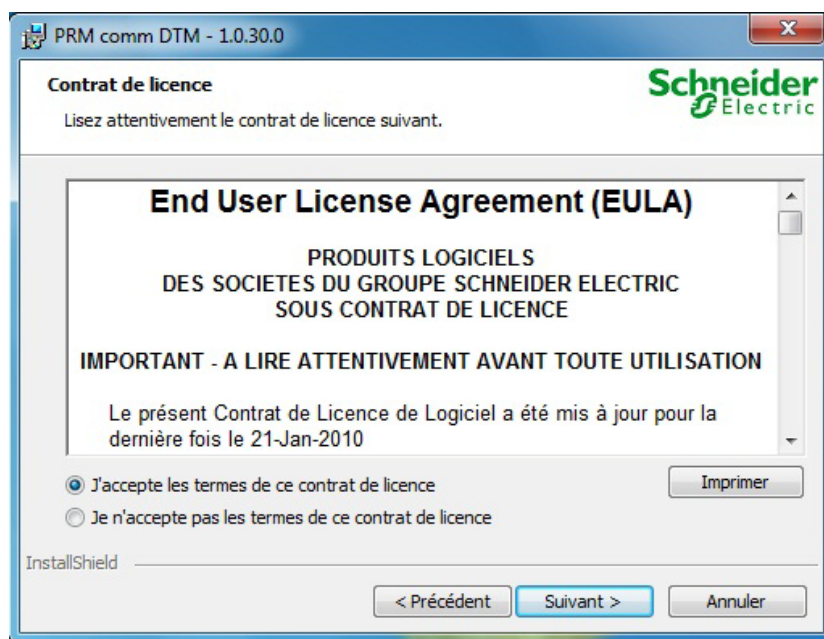 PRM comm DTM - 1.0.30.0
Contrat de licence
Lisez attentivement le contrat de licence suivant.
Schneider
Electric
End User License Agreement (EULA)
PRODUITS LOGICIELS
DES SOCIETES DU GROUPE SCHNEIDER ELECTRIC
SOUS CONTRAT DE LICENCE
IMPORTANT - A LIRE ATTENTIVEMENT AVANT TOUTE UTILISATION
Le présent Contrat de Licence de Logiciel a été mis à jour pour la
dernière fois le 21-Jan-2010
J'accepte les termes de ce contrat de licence
Imprimer
Je n'accepte pas les termes de ce contrat de licence
InstallShield
< Précédent
Suivant >
Annuler